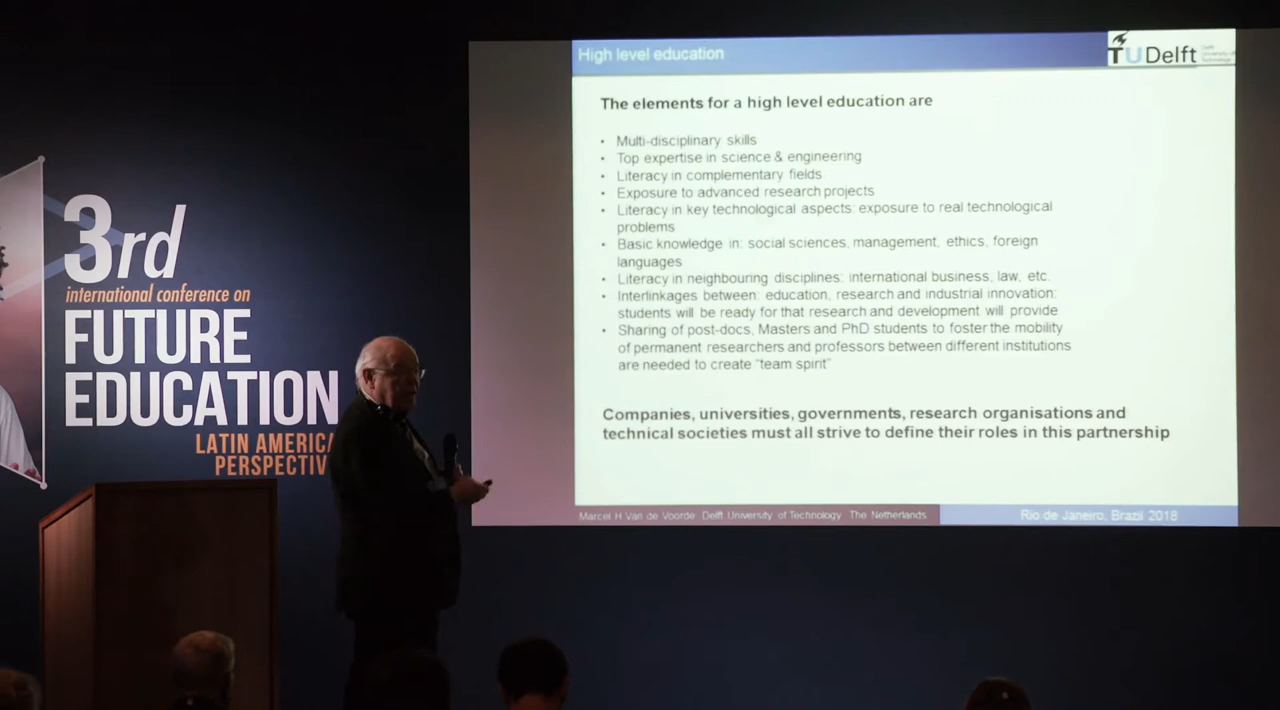 3rd
international conference on
FUTURE
EDUCATION
LATIN AMERICA
PERSPECTIV
High level education
TU Delft
Delft
University of
Technology
The elements for a high level education are
• Multi-disciplinary skills
• Top expertise in science & engineering
• Literacy in complementary fields
• Exposure to advanced research projects
• Literacy in key technological aspects: exposure to real technological
problems
• Basic knowledge in: social sciences, management, ethics, foreign
languages
• Literacy in neighbouring disciplines: international business, law, etc.
• Interlinkages between: education, research and industrial innovation:
students will be ready for that research and development will provide
• Sharing of post-docs, Masters and PhD students to foster the mobility
of permanent researchers and professors between different institutions
are needed to create “team spirit”
Companies, universities, governments, research organisations and
technical societies must all strive to define their roles in this partnership
Marcel H Van de Voorde Delft University of Technology The Netherlands
Rio de Janeiro, Brazil 2018